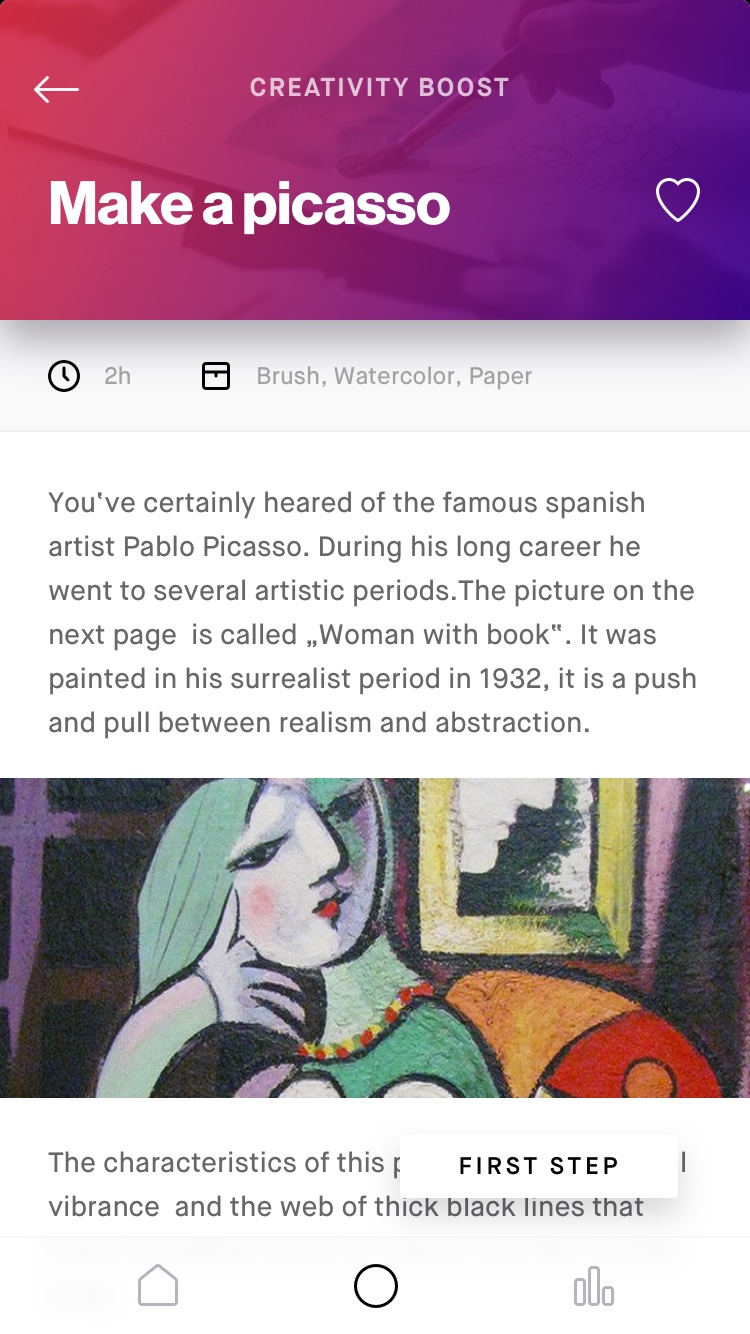 CREATIVITY BOOST
Make a picasso
2h
Brush, Watercolor, Paper
You‛ve certainly heared of the famous spanish
artist Pablo Picasso. During his long career he
went to several artistic periods.The picture on the
next page  is called „Woman with book‟. It was
painted in his surrealist period in 1932, it is a push
and pull between realism and abstraction.
The characteristics of this
FIRST STEP
vibrance  and the web of thick black lines that